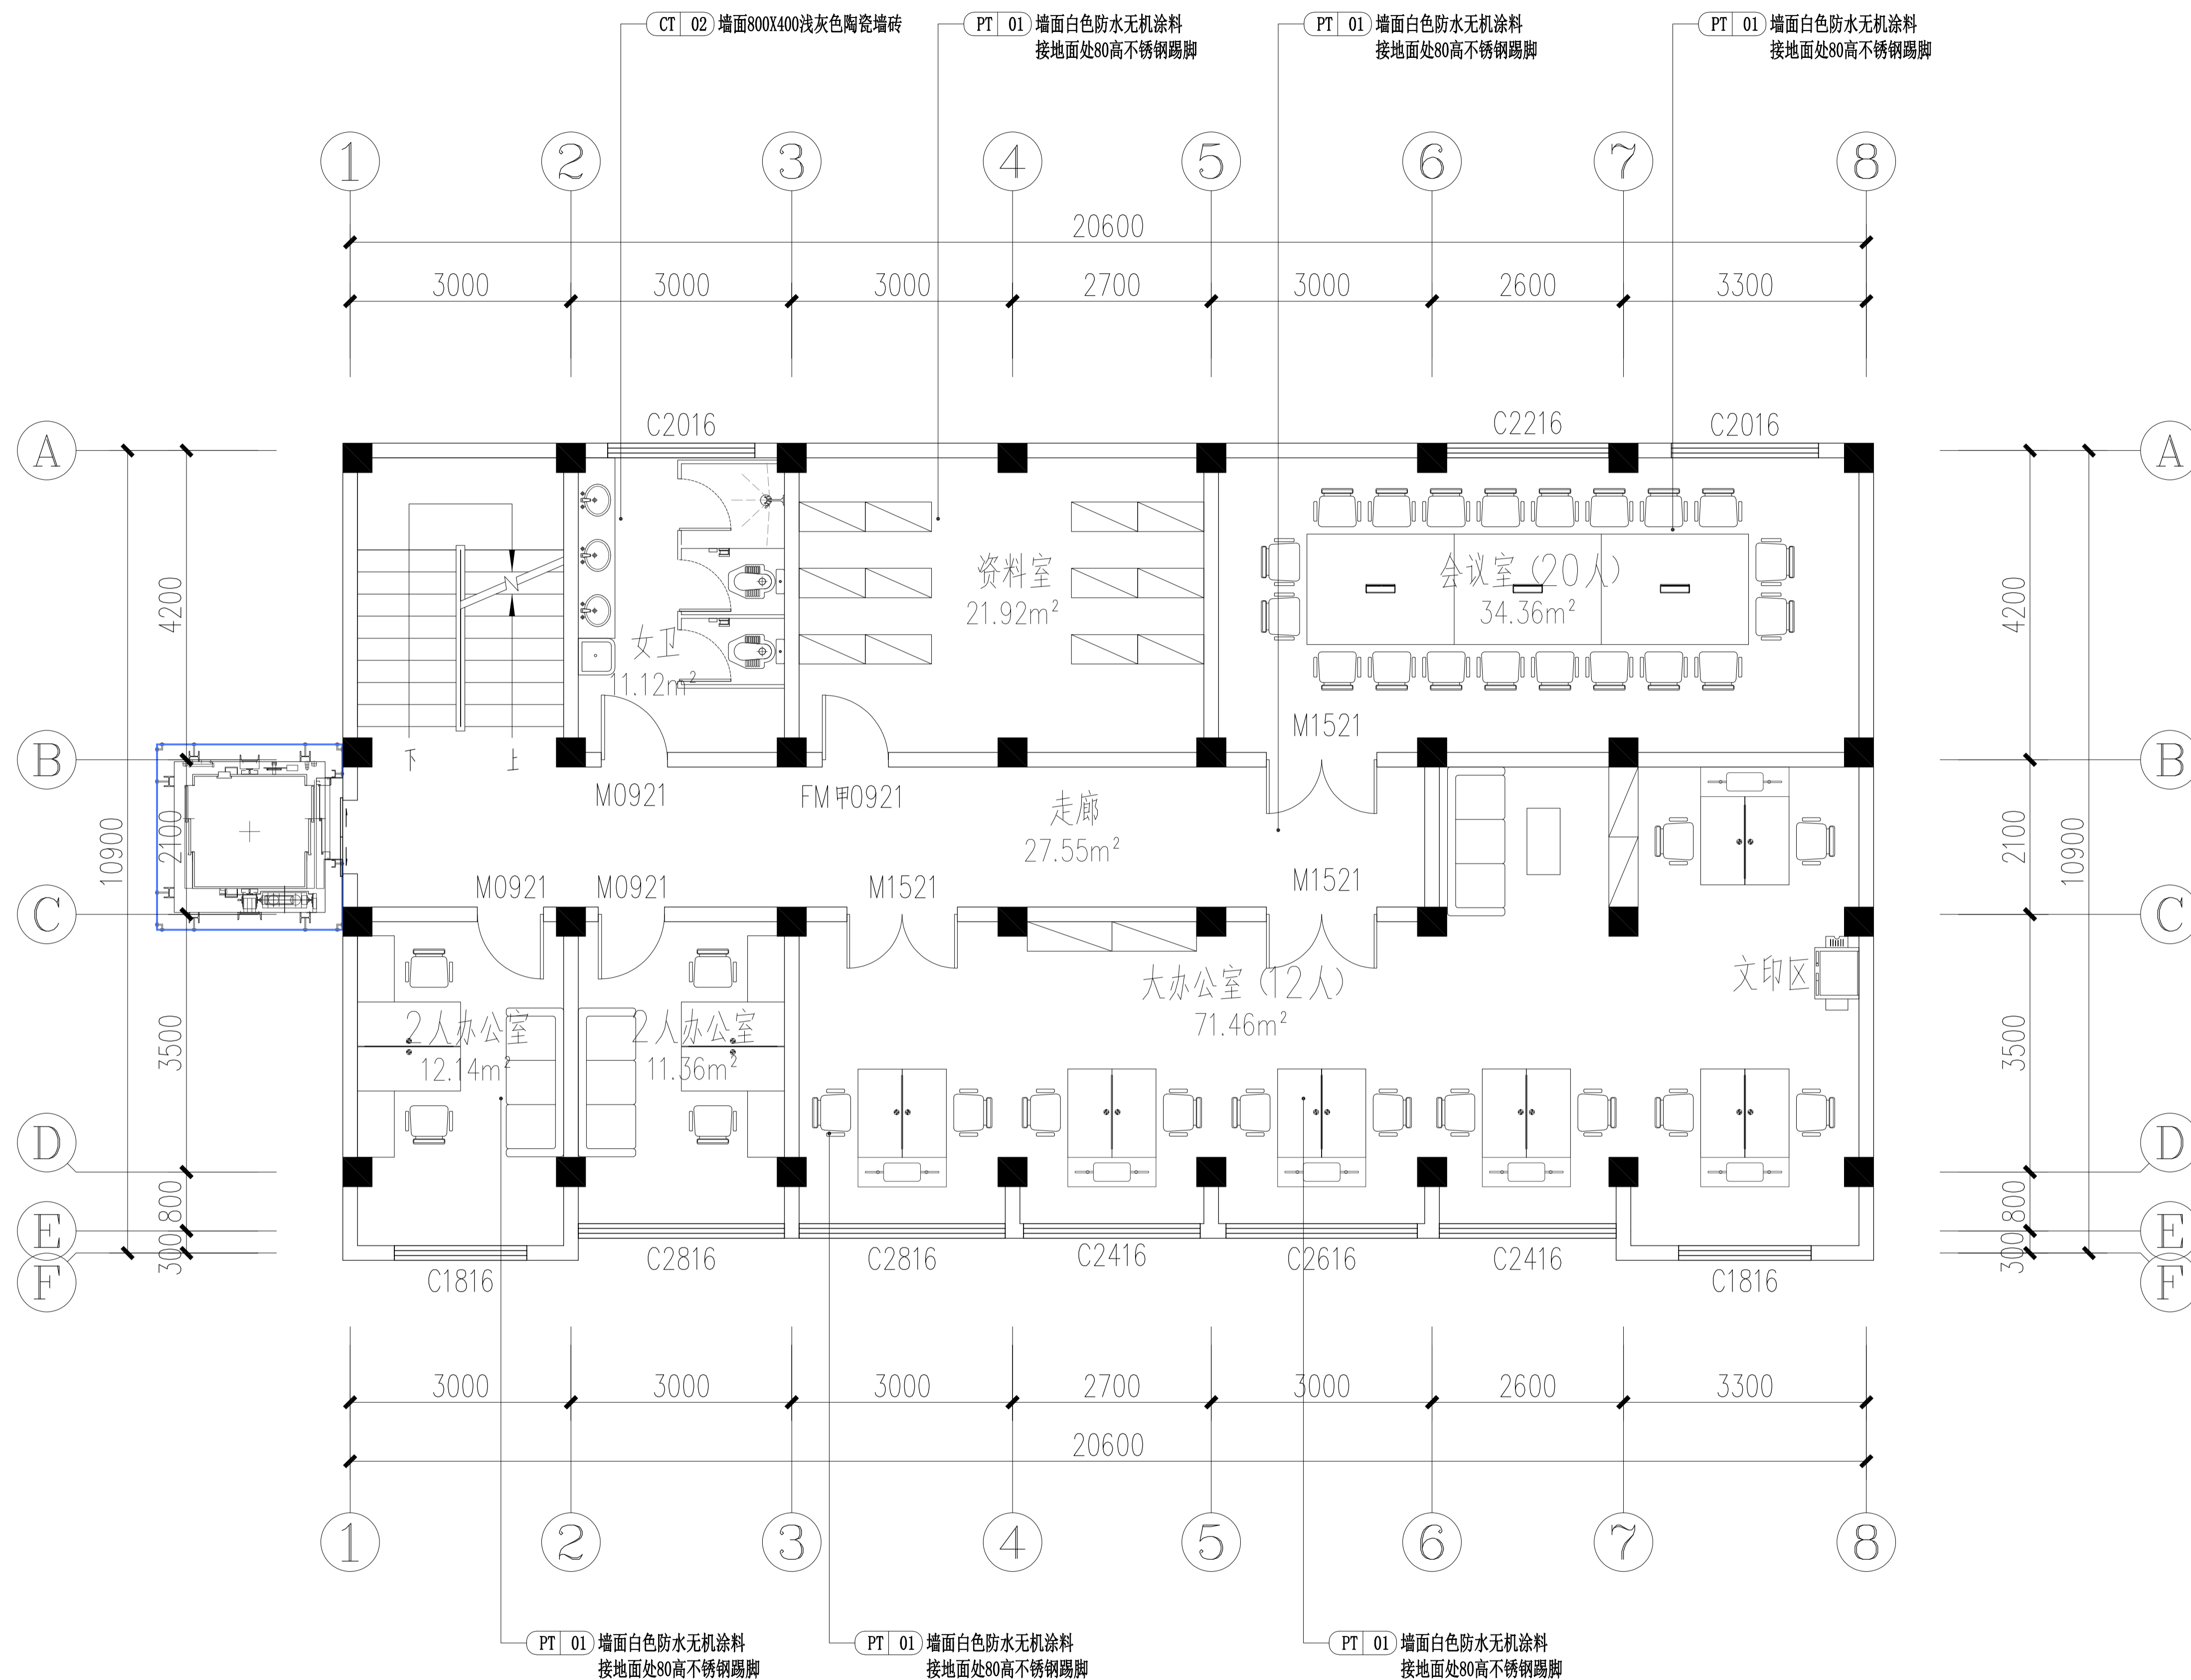 CT 02 墙面800X400浅灰色陶瓷墙砖
PT 01 墙面白色防水无机涂料
接地面处80高不锈钢踢脚
PT 01 墙面白色防水无机涂料
接地面处80高不锈钢踢脚
PT 01 墙面白色防水无机涂料
接地面处80高不锈钢踢脚
1 2 3 4 5 6 7 8
20600
3000 3000 3000 2700 3000 2600 3300
C2016 C2216 C2016
A A
4200 4200
资料室
21.92m²
会议室(20人)
34.36m²
女卫
11.12m²
M1521
B B
下 上
M0921 FM甲0921
走廊
27.55m²
10900 2100 2100 10900
M0921 M0921 M1521 M1521
C C
文印区
大办公室(12人)
71.46m²
2人办公室
12.14m²
2人办公室
11.36m²
3500 3500
D D
800 800
E E
300 300
F F
C1816 C2816 C2816 C2416 C2616 C2416 C1816
3000 3000 3000 2700 3000 2600 3300
20600
1 2 3 4 5 6 7 8
PT 01 墙面白色防水无机涂料
接地面处80高不锈钢踢脚
PT 01 墙面白色防水无机涂料
接地面处80高不锈钢踢脚
PT 01 墙面白色防水无机涂料
接地面处80高不锈钢踢脚